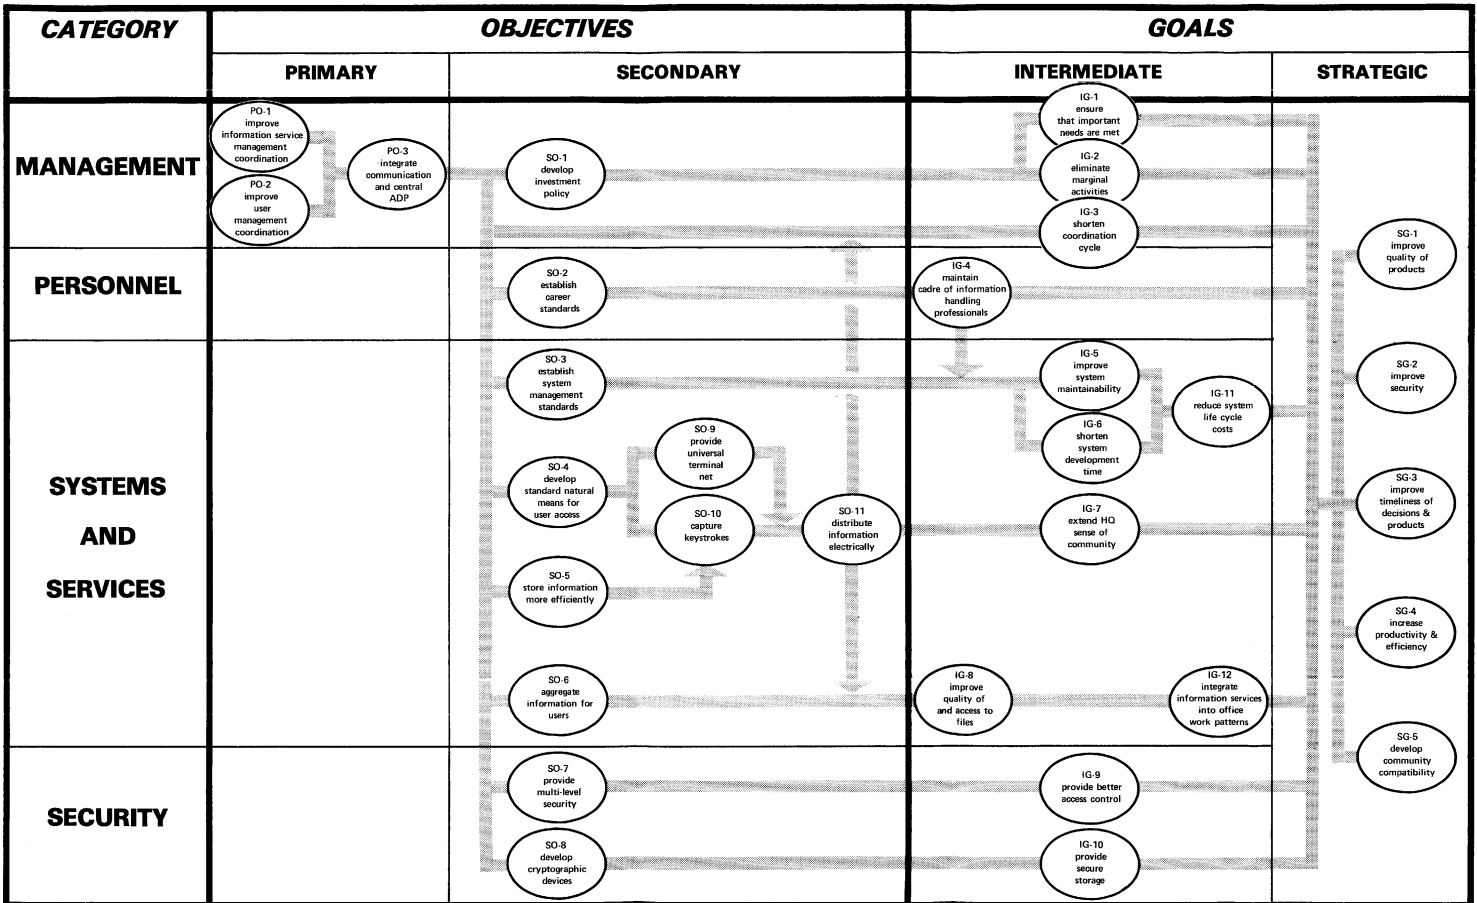 CATEGORY
OBJECTIVES
GOALS
PRIMARY
SECONDARY
INTERMEDIATE
STRATEGIC
MANAGEMENT
PO-1
improve
information service
management
coordination
PO-2
improve
user
management
coordination
PO-3
integrate
communication
and central
ADP
SO-1
develop
investment
policy
IG-1
ensure
that important
needs are met
IG-2
eliminate
marginal
activities
IG-3
shorten
coordination
cycle
PERSONNEL
SO-2
establish
career
standards
IG-4
maintain
cadre of information
handling
professionals
SYSTEMS
AND
SERVICES
SO-3
establish
system
management
standards
SO-4
develop
standard natural
means for
user access
SO-5
store information
more efficiently
SO-6
aggregate
information for
users
SO-9
provide
universal
terminal
net
SO-10
capture
keystrokes
SO-11
distribute
information
electrically
IG-5
improve
system
maintainability
IG-6
shorten
system
development
time
IG-11
reduce system
life cycle
costs
IG-7
extend HQ
sense of
community
IG-8
improve
quality of
and access to
files
IG-12
integrate
information services
into office
work patterns
SECURITY
SO-7
provide
multi-level
security
SO-8
develop
cryptographic
devices
IG-9
provide better
access control
IG-10
provide
secure
storage
SG-1
improve
quality of
products
SG-2
improve
security
SG-3
improve
timeliness of
decisions &
products
SG-4
increase
productivity &
efficiency
SG-5
develop
community
compatibility